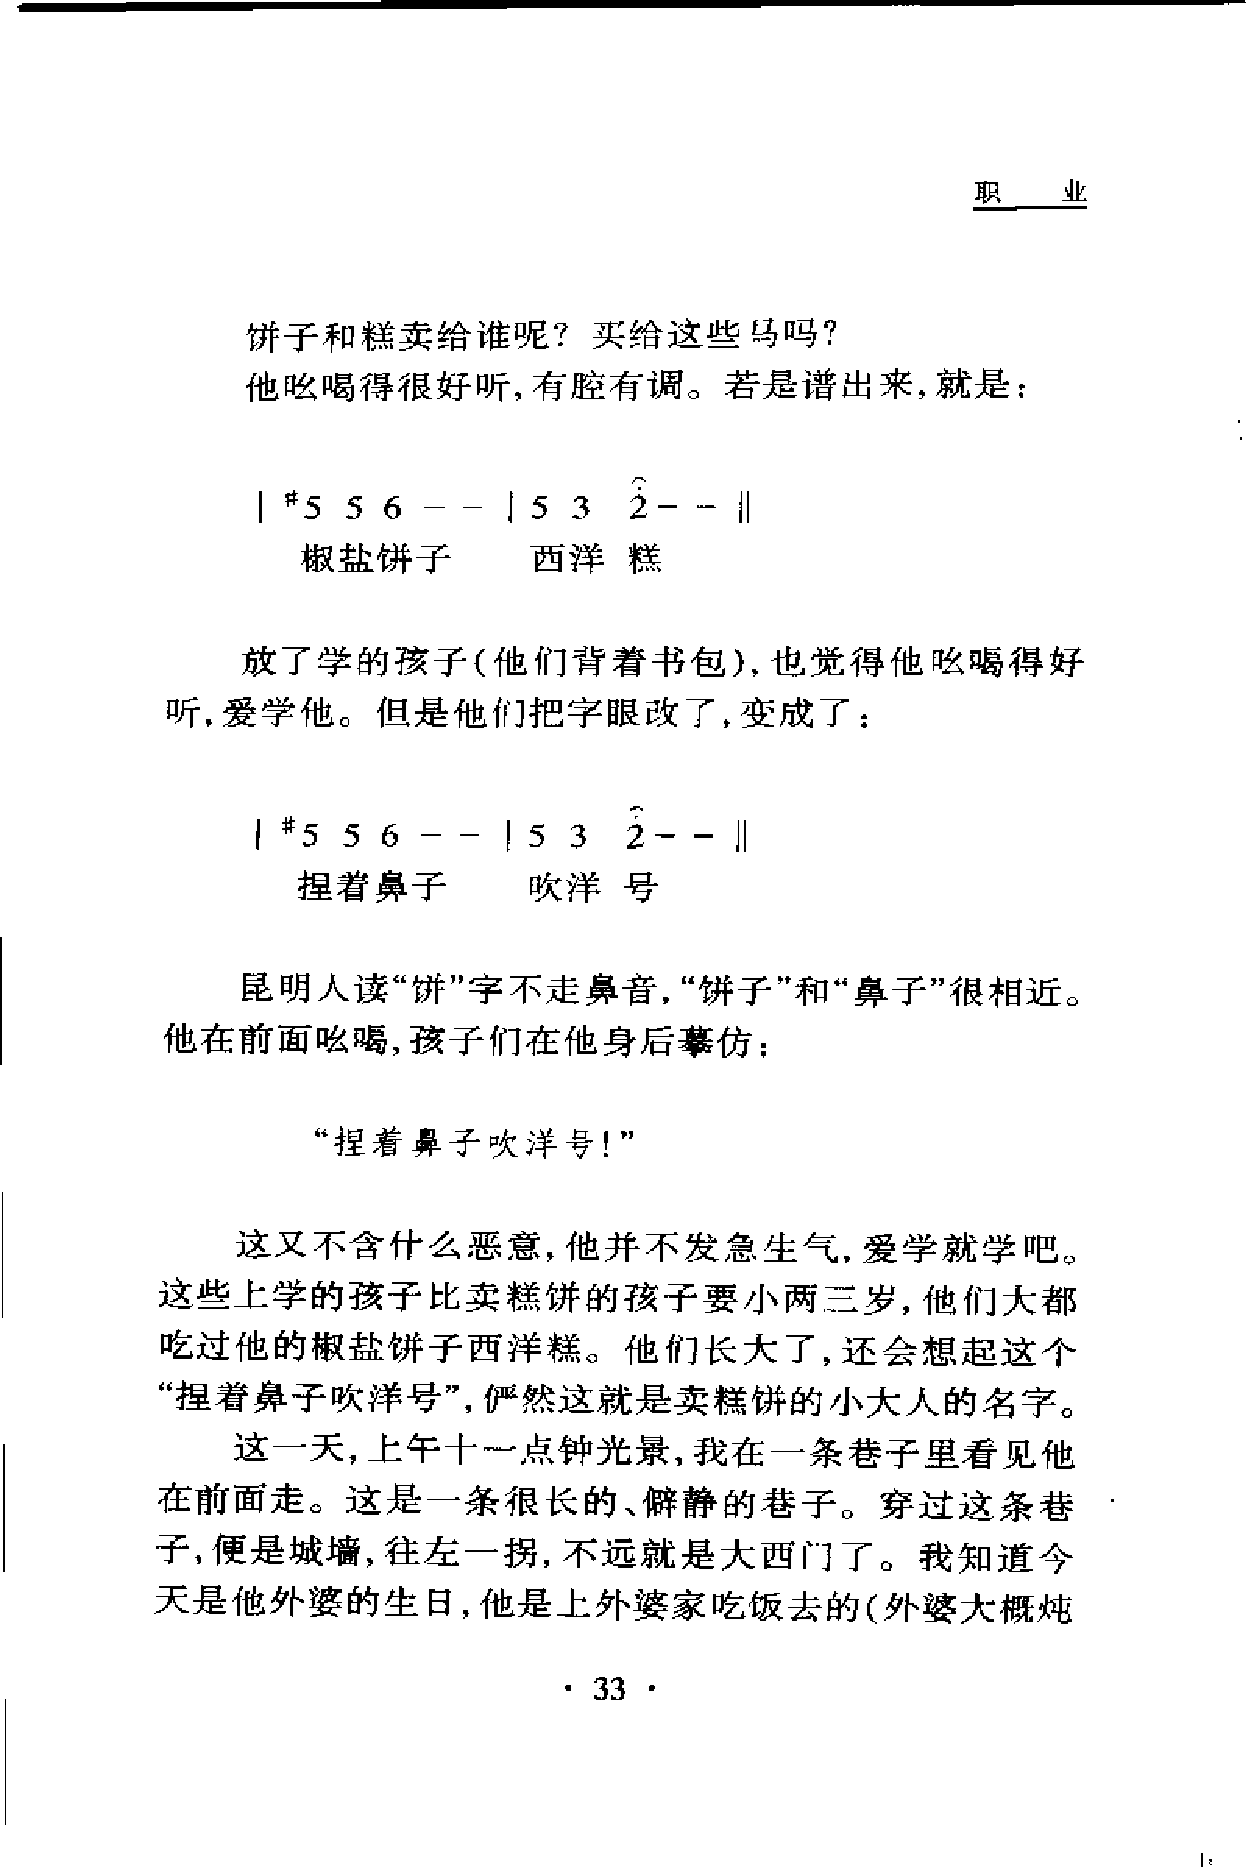 职 业
饼子和糕卖给谁呢？买给这些马吗？
他吆喝得很好听，有腔有调。若是谱出来，就是：
| #5 5 6 - - | 5 3 2 - - ‖
椒盐饼子 西洋 糕
放了学的孩子(他们背着书包)，也觉得他吆喝得好
听，爱学他。但是他们把字眼改了，变成了：
| #5 5 6 - - | 5 3 2 - - ‖
捏着鼻子 吹洋 号
昆明人读“饼”字不走鼻音，“饼子”和“鼻子”很相近。
他在前面吆喝，孩子们在他身后摹仿：
“捏着鼻子吹洋号！”
这又不含什么恶意，他并不发急生气，爱学就学吧。
这些上学的孩子比卖糕饼的孩子要小两三岁，他们大都
吃过他的椒盐饼子西洋糕。他们长大了，还会想起这个
“捏着鼻子吹洋号”，俨然这就是卖糕饼的小大人的名字。
这一天，上午十一点钟光景，我在一条巷子里看见他
在前面走。这是一条很长的、僻静的巷子。穿过这条巷
子，便是城墙，往左一拐，不远就是大西门了。我知道今
天是他外婆的生日，他是上外婆家吃饭去的(外婆大概炖
· 33 ·